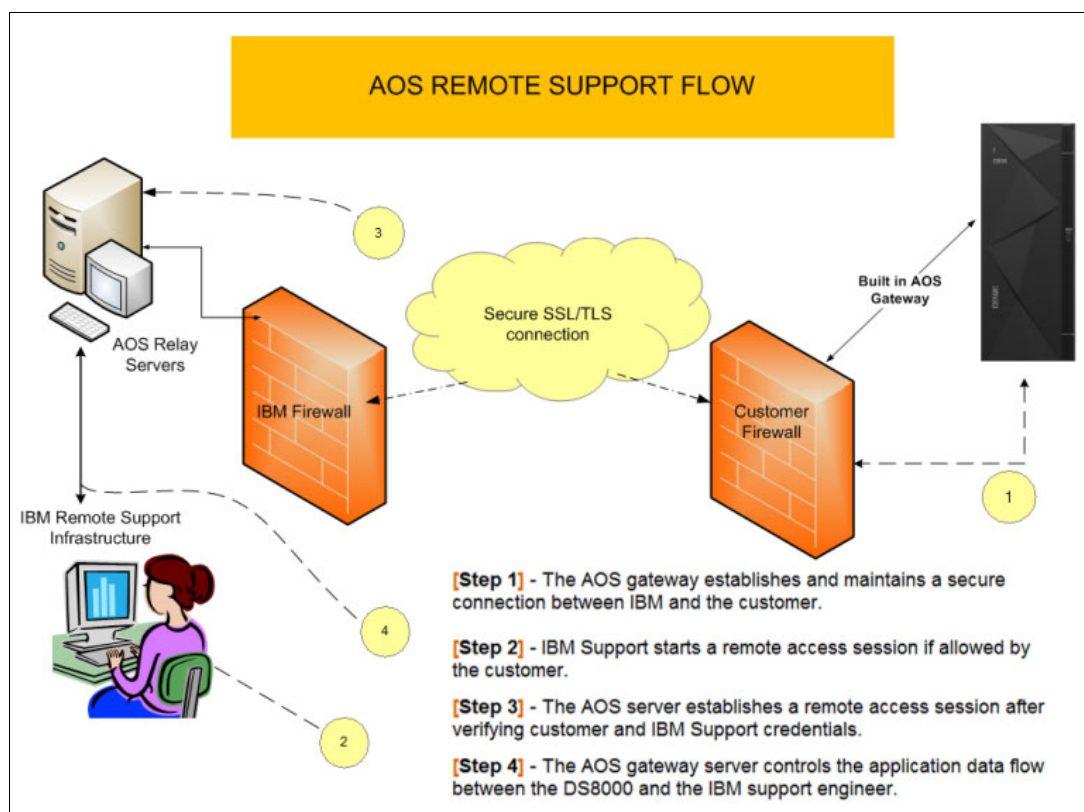 AOS REMOTE SUPPORT FLOW
3
Secure SSL/TLS
connection
Built in AOS
Gateway
AOS Relay
Servers
IBM Firewall
Customer
Firewall
1
IBM Remote Support
Infrastructure
4
2
[Step 1] - The AOS gateway establishes and maintains a secure
connection between IBM and the customer.
[Step 2] - IBM Support starts a remote access session if allowed by
the customer.
[Step 3] - The AOS server establishes a remote access session after
verifying customer and IBM Support credentials.
[Step 4] - The AOS gateway server controls the application data flow
between the DS8000 and the IBM support engineer.